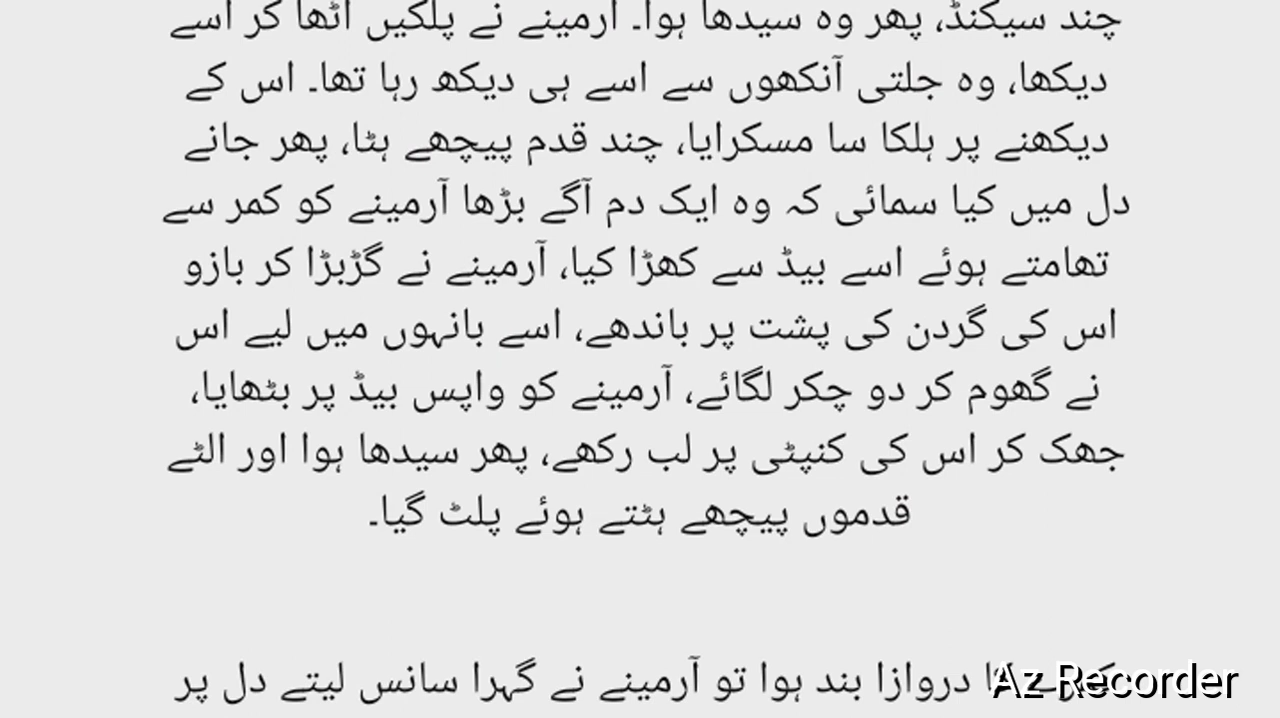 چند سیکنڈ، پھر وہ سیدھا ہوا۔ آرمینے نے پلکیں اٹھا کر اسے
دیکھا، وہ جلتی آنکھوں سے اسے ہی دیکھ رہا تھا۔ اس کے
دیکھنے پر ہلکا سا مسکرایا، چند قدم پیچھے ہٹا، پھر جانے
دل میں کیا سمائی کہ وہ ایک دم آگے بڑھا آرمینے کو کمر سے
تھامتے ہوئے اسے بیڈ سے کھڑا کیا، آرمینے نے گڑبڑا کر بازو
اس کی گردن کی پشت پر باندھے، اسے بانہوں میں لیے اس
نے گھوم کر دو چکر لگائے، آرمینے کو واپس بیڈ پر بٹھایا،
جھک کر اس کی کنپٹی پر لب رکھے، پھر سیدھا ہوا اور الٹے
قدموں پیچھے ہٹتے ہوئے پلٹ گیا۔
دروازا بند ہوا تو آرمینے نے گہرا سانس لیتے دل پر
Az Recorder